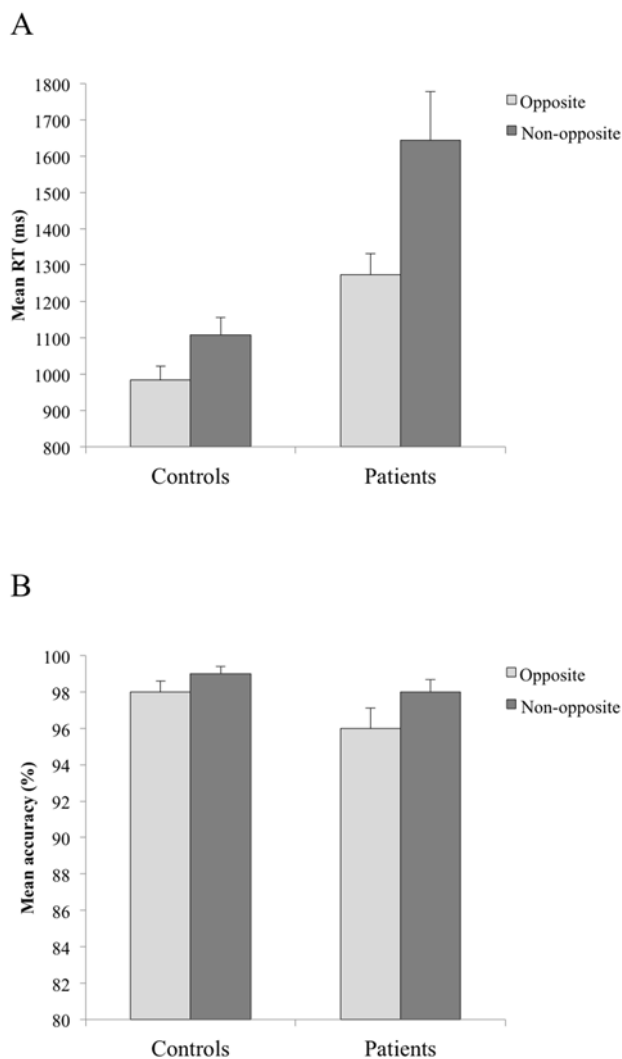 A
1800
1700
1600
1500
1400
1300
1200
1100
1000
900
800
Mean RT (ms)
Opposite
Non-opposite
Controls
Patients
B
100
98
96
94
92
90
88
86
84
82
80
Mean accuracy (%)
Opposite
Non-opposite
Controls
Patients